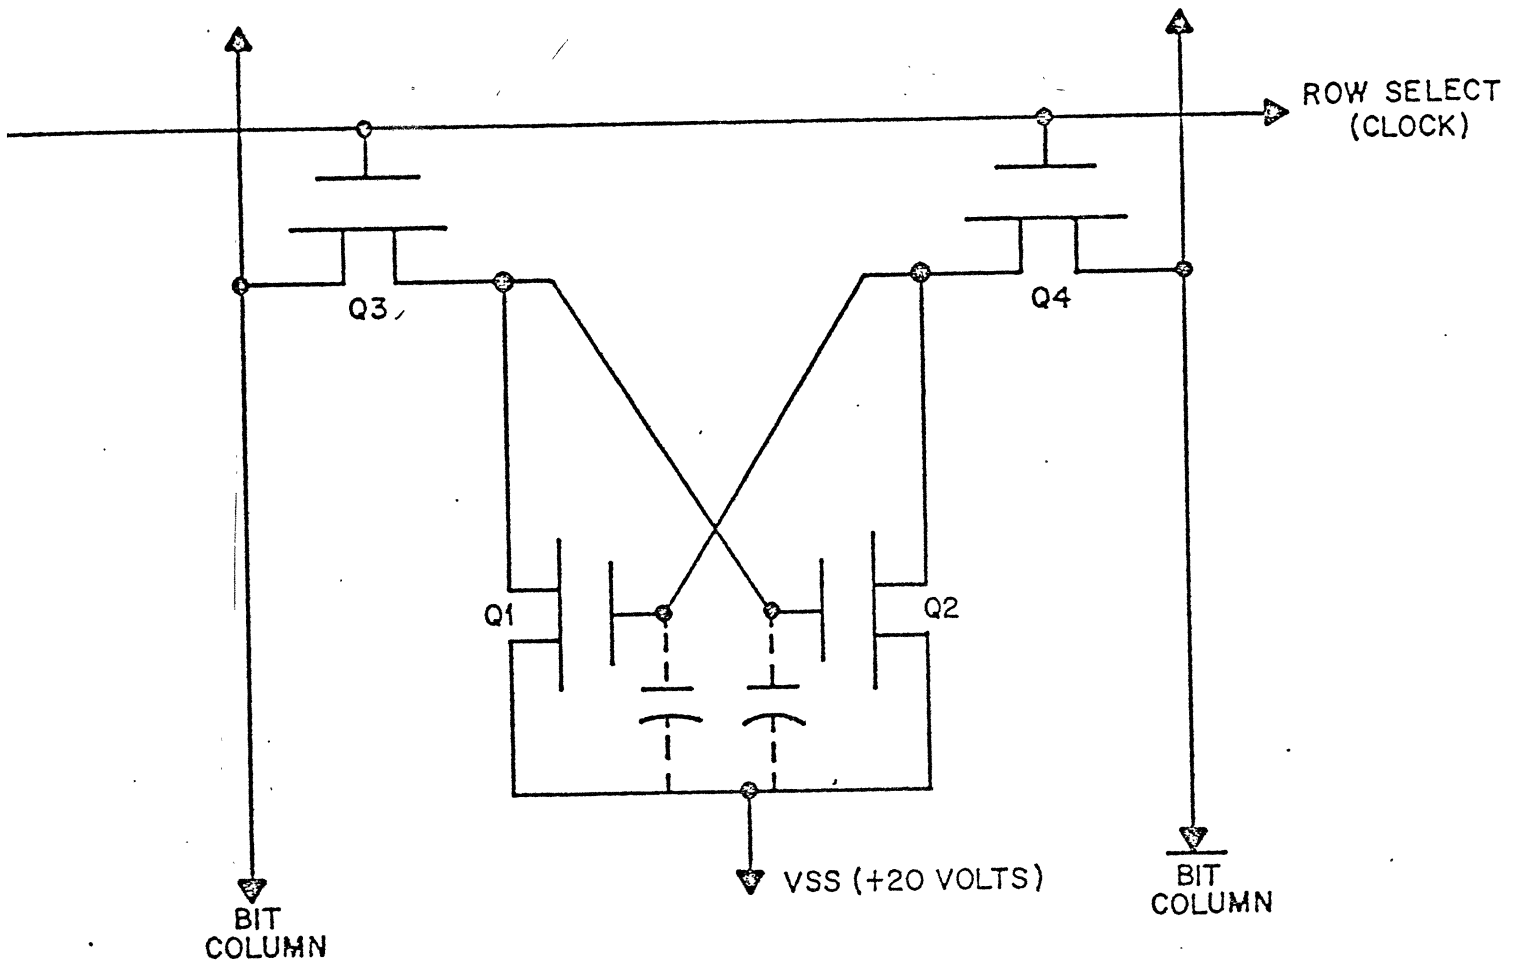 ROW SELECT
(CLOCK)
Q3
Q4
Q1
Q2
VSS (+20 VOLTS)
BIT
COLUMN
BIT
COLUMN